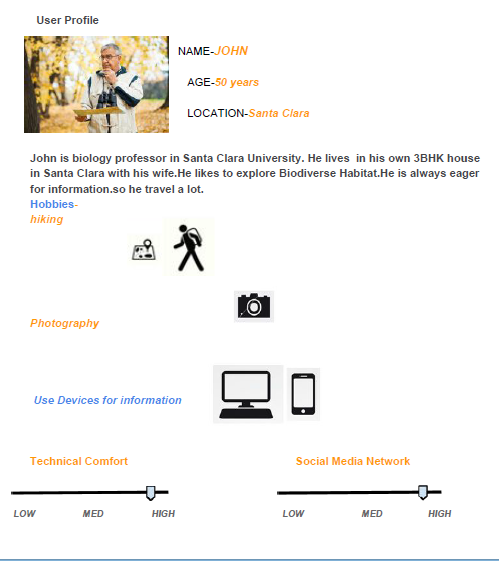 User Profile
NAME-JOHN
AGE-50 years
LOCATION-Santa Clara
John is biology professor in Santa Clara University. He lives in his own 3BHK house
in Santa Clara with his wife.He likes to explore Biodiverse Habitat.He is always eager
for information.so he travel a lot.
Hobbies-
hiking
Photography
Use Devices for information
Technical Comfort
Social Media Network
LOW MED HIGH
LOW MED HIGH